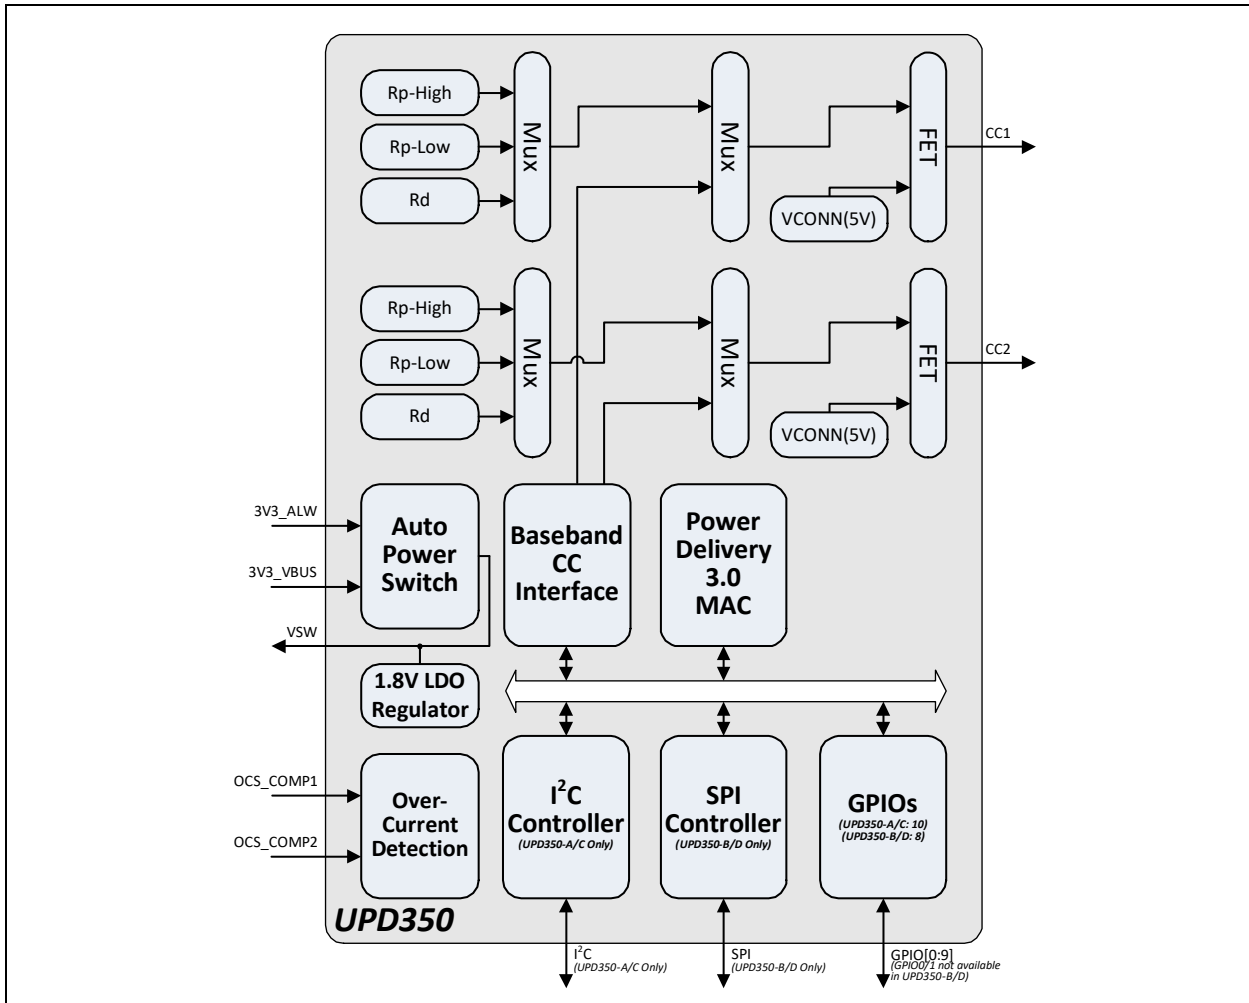 Rp-High
Rp-Low
Rd
Mux
Mux
VCONN(5V)
FET
CC1
Rp-High
Rp-Low
Rd
Mux
Mux
VCONN(5V)
FET
CC2
3V3_ALW
3V3_VBUS
VSW
Auto
Power
Switch
Baseband
CC
Interface
Power
Delivery
3.0
MAC
1.8V LDO
Regulator
OCS_COMP1
OCS_COMP2
Over-
Current
Detection
I²C
Controller
(UPD350-A/C Only)
SPI
Controller
(UPD350-B/D Only)
GPIOs
(UPD350-A/C: 10)
(UPD350-B/D: 8)
UPD350
I²C
(UPD350-A/C Only)
SPI
(UPD350-B/D Only)
GPIO[0:9]
(GPIO0/1 not available
in UPD350-B/D)